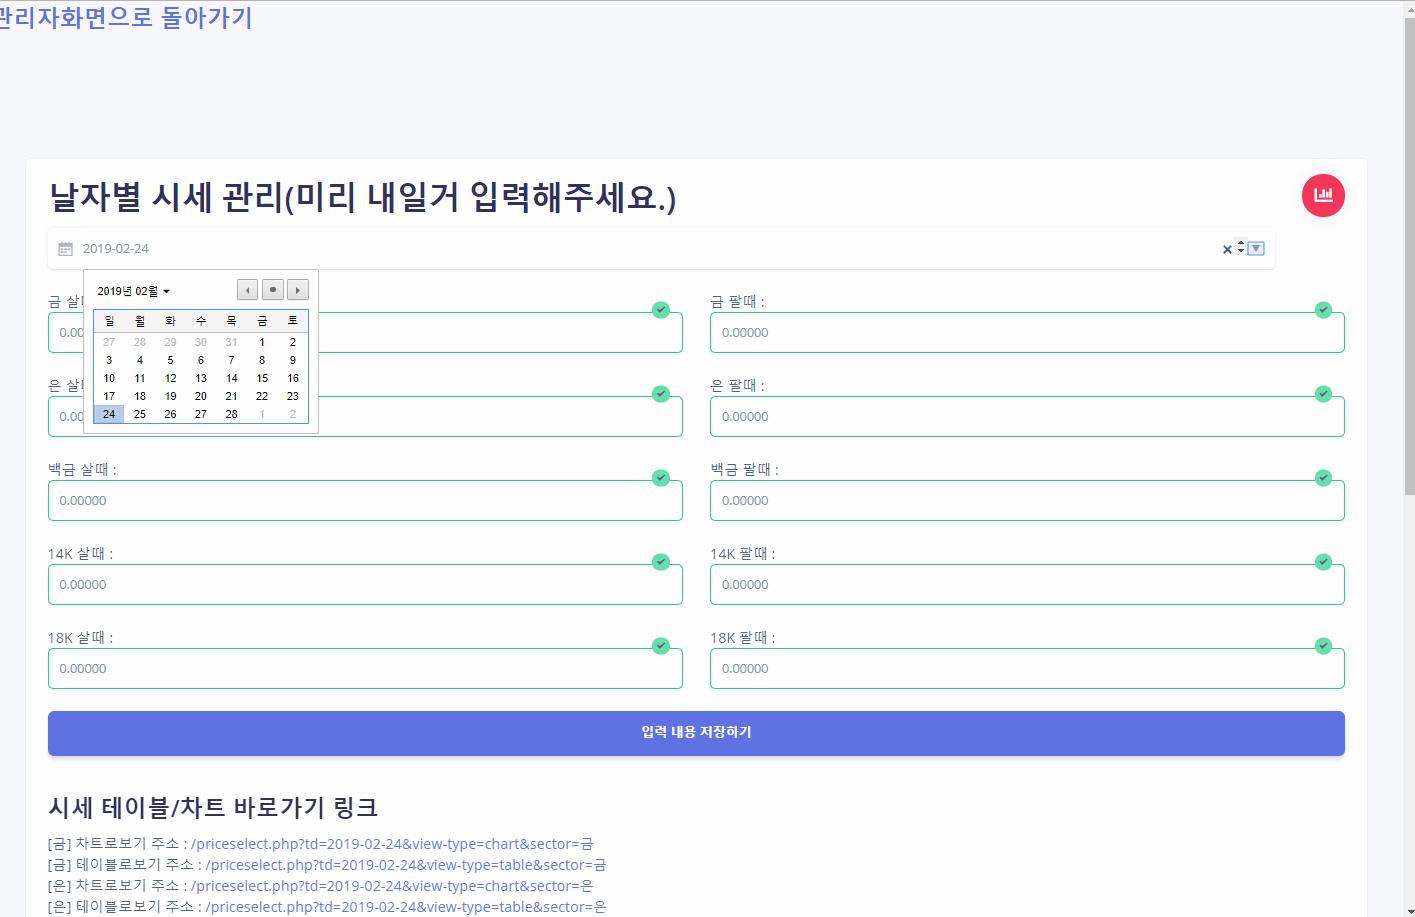 관리자화면으로 돌아가기
날자별 시세 관리(미리 내일거 입력해주세요.)
2019-02-24
2019년 02월
일 월 화 수 목 금 토
27 28 29 30 31 1 2
3 4 5 6 7 8 9
10 11 12 13 14 15 16
17 18 19 20 21 22 23
24 25 26 27 28 1 2
금 살 금 팔때 :
0.00 0.00000
은 살 은 팔때 :
0.00 0.00000
백금 살때 : 백금 팔때 :
0.00000 0.00000
14K 살때 : 14K 팔때 :
0.00000 0.00000
18K 살때 : 18K 팔때 :
0.00000 0.00000
입력 내용 저장하기
시세 테이블/차트 바로가기 링크
[금] 차트로보기 주소 : /priceselect.php?td=2019-02-24&view-type=chart&sector=금
[금] 테이블로보기 주소 : /priceselect.php?td=2019-02-24&view-type=table&sector=금
[은] 차트로보기 주소 : /priceselect.php?td=2019-02-24&view-type=chart&sector=은
[은] 테이블로보기 주소 : /priceselect.php?td=2019-02-24&view-type=table&sector=은